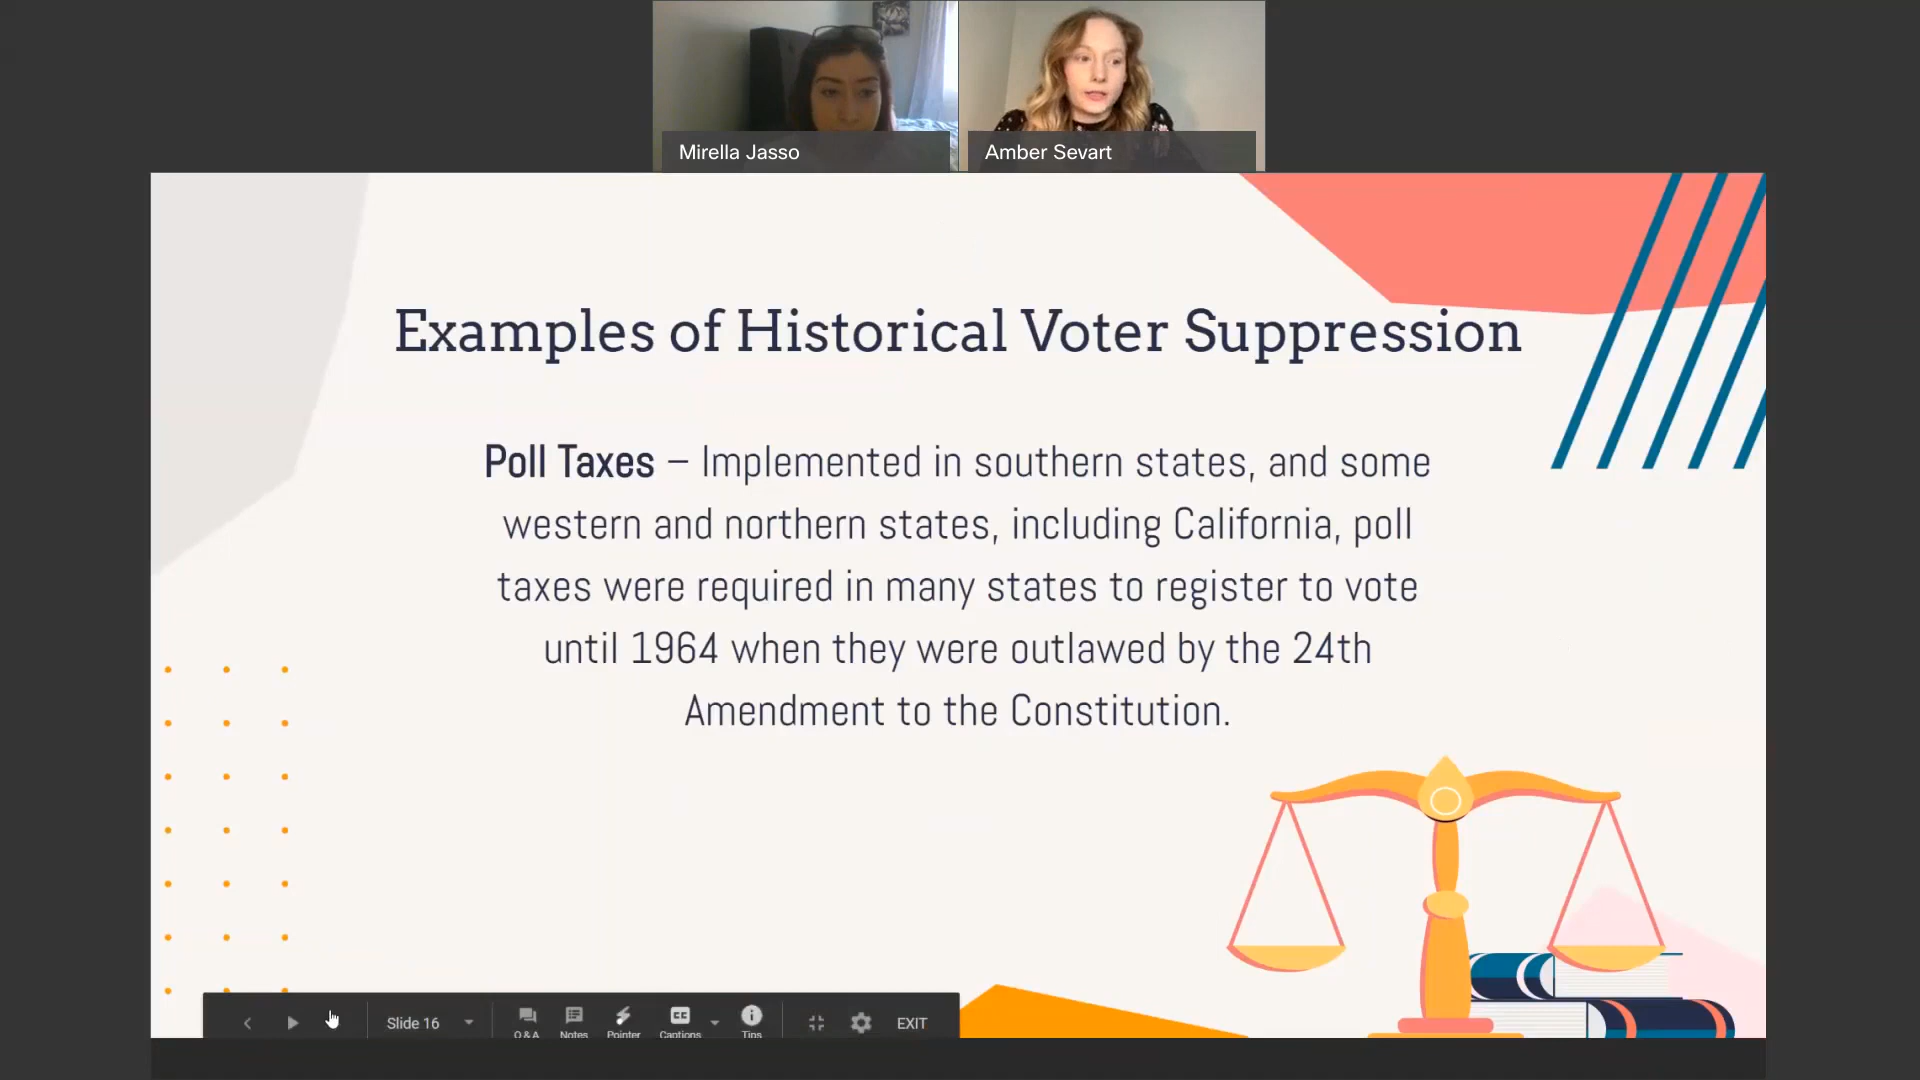 Mirella Jasso
Amber Sevart
Examples of Historical Voter Suppression
Poll Taxes – Implemented in southern states, and some
western and northern states, including California, poll
taxes were required in many states to register to vote
until 1964 when they were outlawed by the 24th
Amendment to the Constitution.
Slide 16
Q & A
Notes
Pointer
CC
Captions
Tips
EXIT